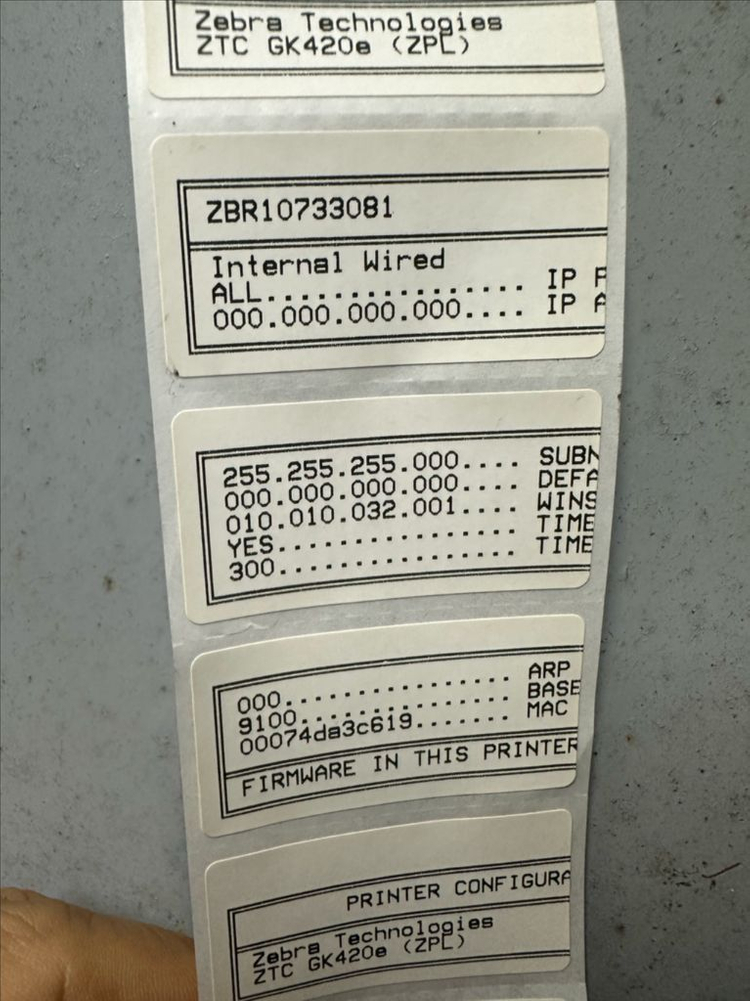 Zebra Technologies
ZTC GK420e (ZPL)
ZBR10733081
Internal Wired
ALL................ IP
000.000.000.000.... IP
255.255.255.000.... SUBN
000.000.000.000.... DEFA
010.010.032.001.... WINS
YES................ TIME
300................ TIME
000................ ARP
9100............... BASE
00074da3c619....... MAC
FIRMWARE IN THIS PRINTER
PRINTER CONFIGURA
Zebra Technologies
ZTC GK420e (ZPL)